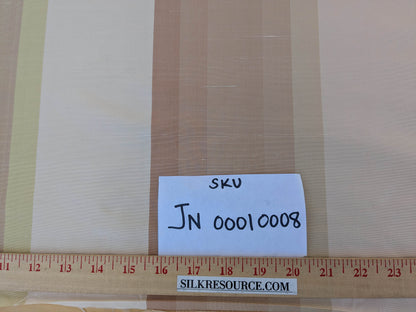 SKU
JN 00010008
11 12 13 14 15 16 17 18 19 20 21 22 23
SILKRESOURCE.COM